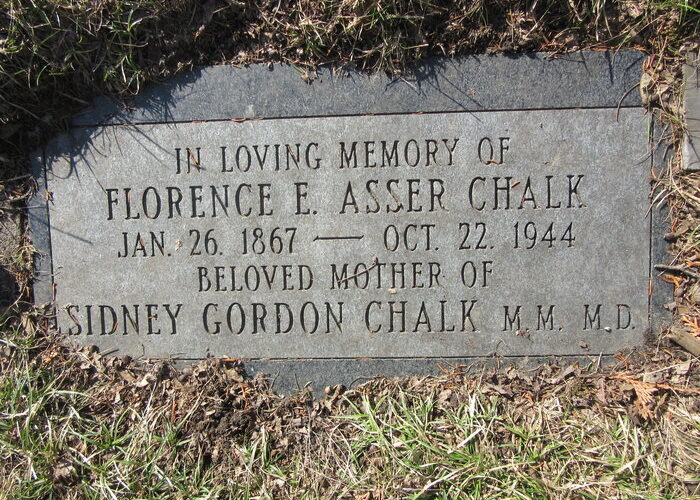 IN LOVING MEMORY OF
FLORENCE E. ASSER CHALK
JAN. 26. 1867 — OCT. 22. 1944
BELOVED MOTHER OF
SIDNEY GORDON CHALK M.M. M.D.